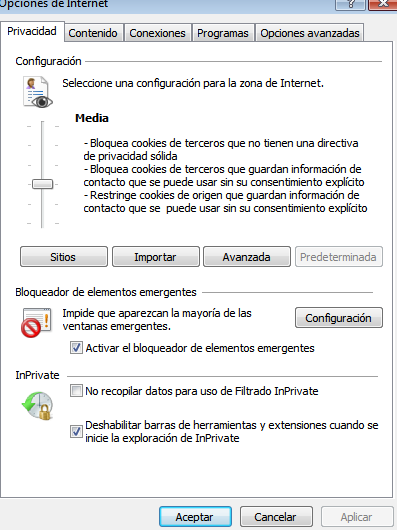 Opciones de Internet
Privacidad Contenido Conexiones Programas Opciones avanzadas
Configuración
Seleccione una configuración para la zona de Internet.
Media
- Bloquea cookies de terceros que no tienen una directiva
de privacidad sólida
- Bloquea cookies de terceros que guardan información de
contacto que se puede usar sin su consentimiento explícito
- Restringe cookies de origen que guardan información de
contacto que se puede usar sin su consentimiento explícito
Sitios Importar Avanzada Predeterminada
Bloqueador de elementos emergentes
Impide que aparezcan la mayoría de las
ventanas emergentes.
Configuración
Activar el bloqueador de elementos emergentes
InPrivate
No recopilar datos para uso de Filtrado InPrivate
Deshabilitar barras de herramientas y extensiones cuando se
inicie la exploración de InPrivate
Aceptar Cancelar Aplicar